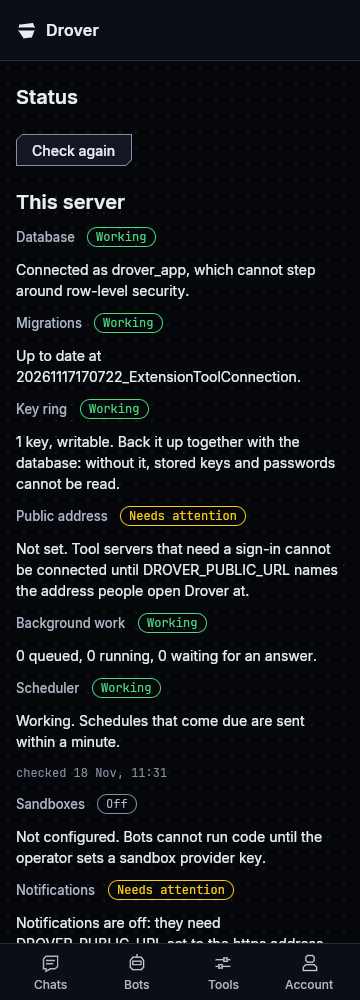 Drover
Status
Check again
This server
Database Working
Connected as drover_app, which cannot step
around row-level security.
Migrations Working
Up to date at
20261117170722_ExtensionToolConnection.
Key ring Working
1 key, writable. Back it up together with the
database: without it, stored keys and passwords
cannot be read.
Public address Needs attention
Not set. Tool servers that need a sign-in cannot
be connected until DROVER_PUBLIC_URL names
the address people open Drover at.
Background work Working
0 queued, 0 running, 0 waiting for an answer.
Scheduler Working
Working. Schedules that come due are sent
within a minute.
checked 18 Nov, 11:31
Sandboxes Off
Not configured. Bots cannot run code until the
operator sets a sandbox provider key.
Notifications Needs attention
Notifications are off: they need
DROVER_PUBLIC_URL set to the https address
Chats Bots Tools Account